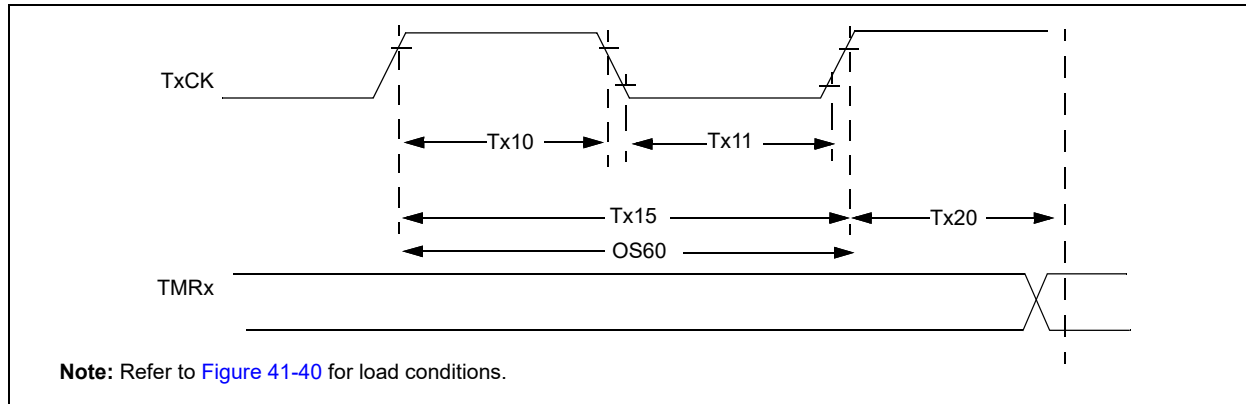 TxCK
Tx10
Tx11
Tx15
Tx20
OS60
TMRx
Note: Refer to Figure 41-40 for load conditions.